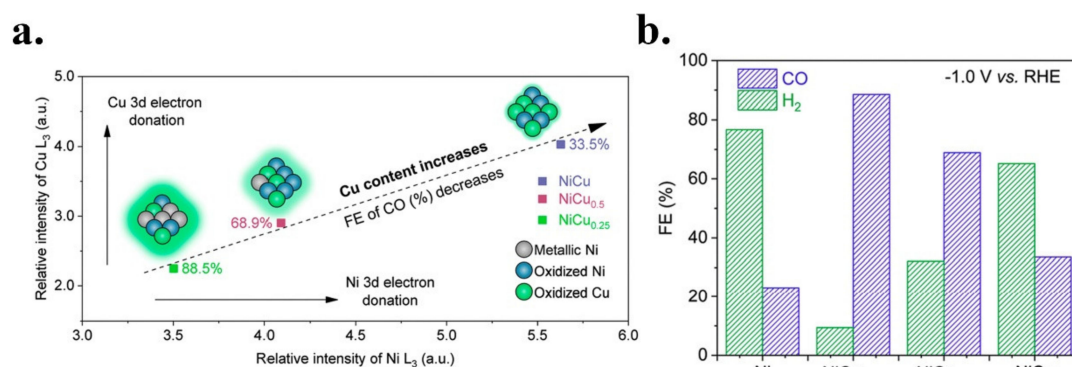 a.
5.0
4.0
3.0
2.0
3.0
3.5
4.0
4.5
5.0
5.5
6.0
Relative intensity of Cu L₃ (a.u.)
Relative intensity of Ni L₃ (a.u.)
Cu 3d electron
donation
Cu content increases
FE of CO (%) decreases
33.5%
68.9%
88.5%
NiCu
NiCu₀.₅
NiCu₀.₂₅
Metallic Ni
Oxidized Ni
Oxidized Cu
Ni 3d electron
donation
b.
100
80
60
40
20
0
FE (%)
CO
H₂
-1.0 V vs. RHE